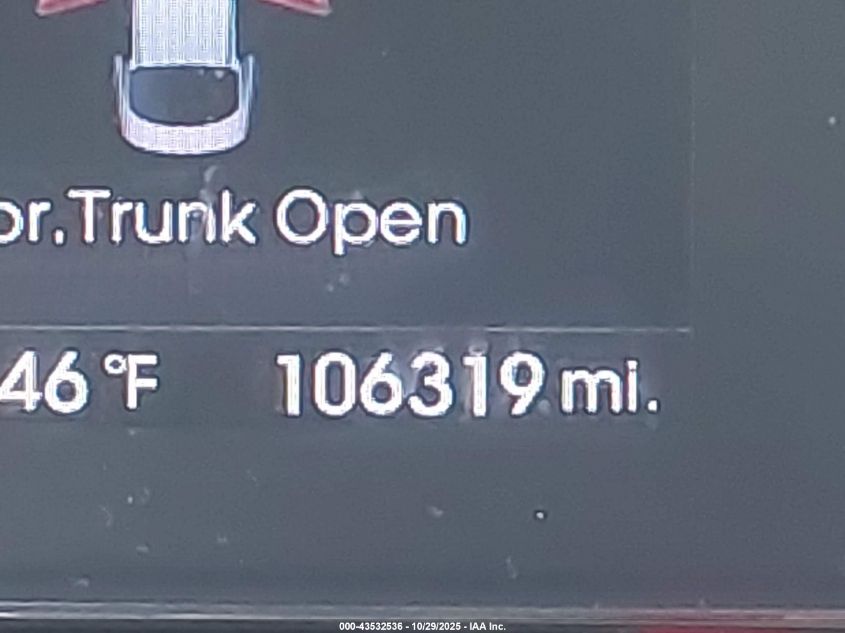 or.Trunk Open
46°F 106319 mi.
000-43532536 - 10/29/2025 - IAA Inc.